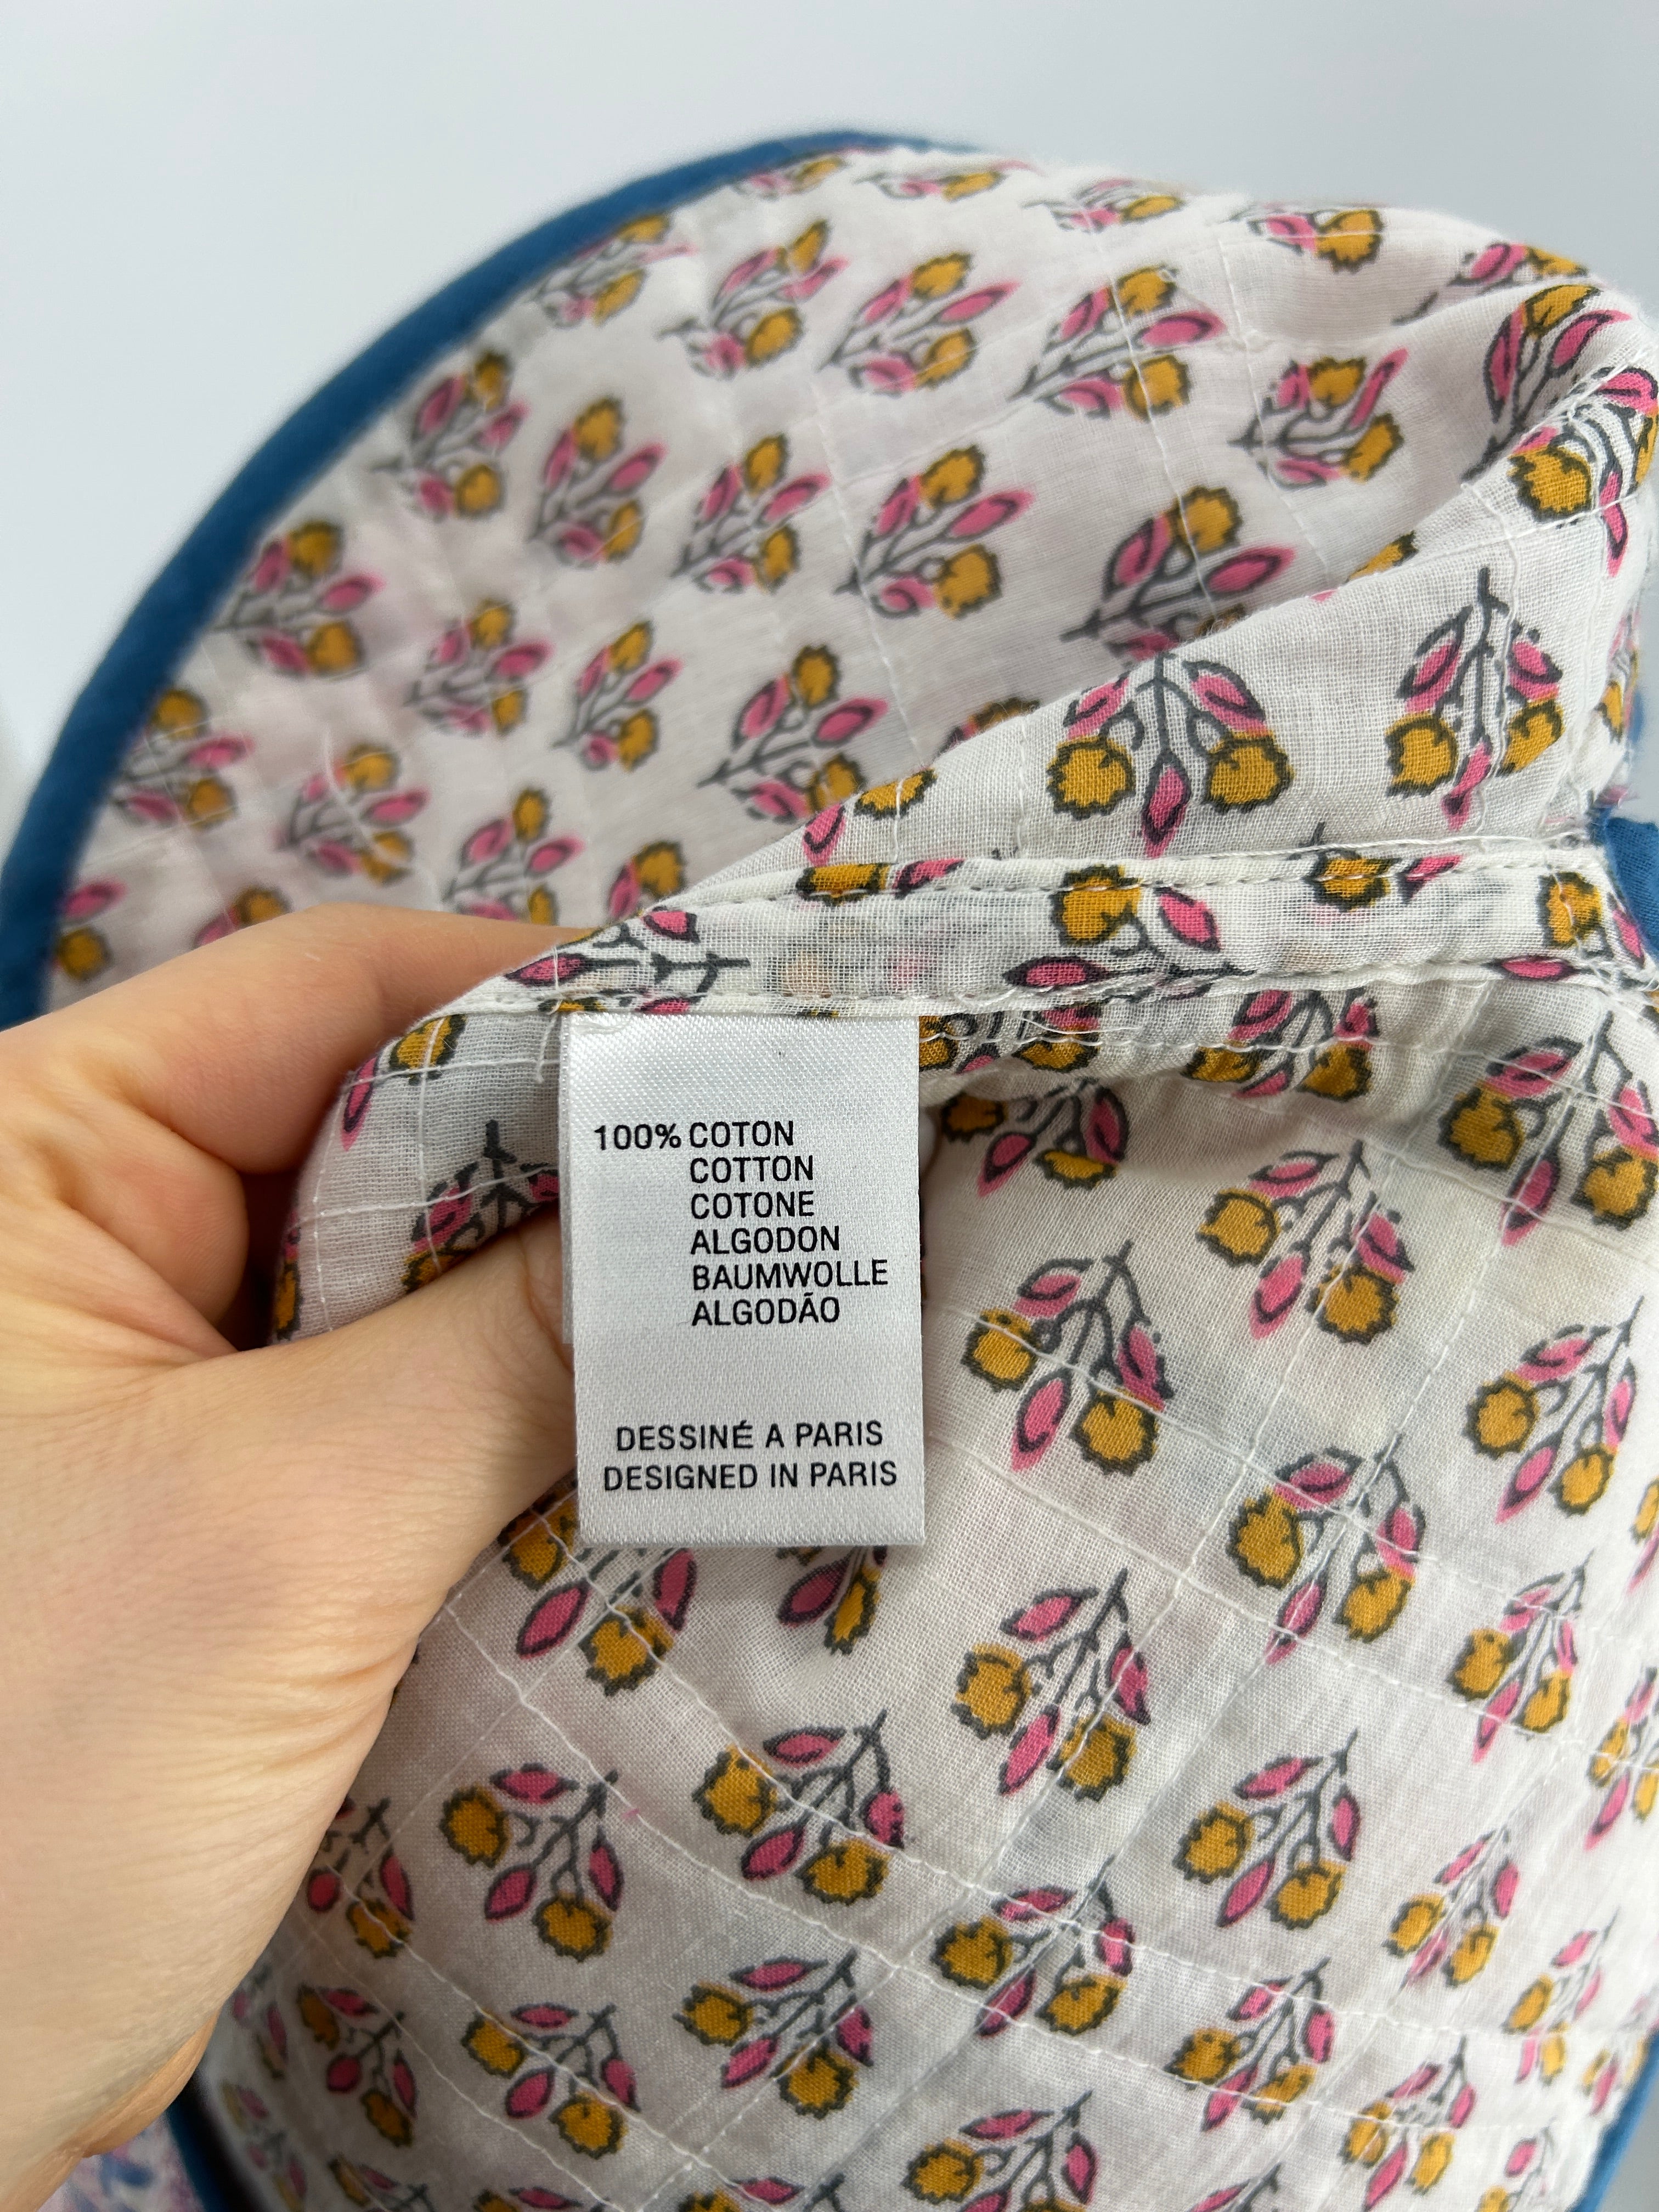 100% COTON
COTTON
COTONE
ALGODON
BAUMWOLLE
ALGODÃO
DESSINÉ A PARIS
DESIGNED IN PARIS